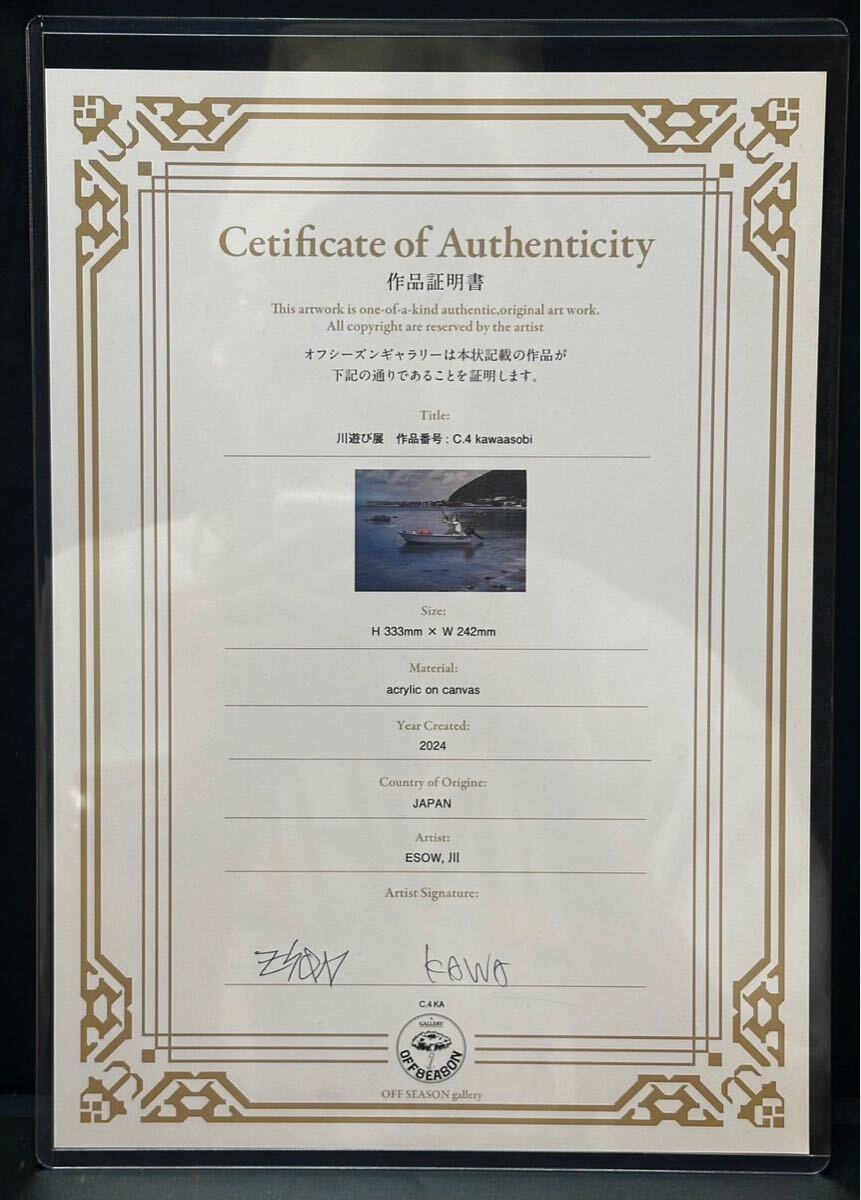 Cetificate of Authenticity
作品証明書
This artwork is one-of-a-kind authentic,original art work.
All copyright are reserved by the artist
オフシーズンギャラリーは本状記載の作品が
下記の通りであることを証明します。
Title:
川遊び展　作品番号 : C.4 kawaasobi
Size:
H 333mm × W 242mm
Material:
acrylic on canvas
Year Created:
2024
Country of Origine:
JAPAN
Artist:
ESOW, 川
Artist Signature:
KAWA
C.4 KA
GALLERY
OFFSEASON
OFF SEASON gallery